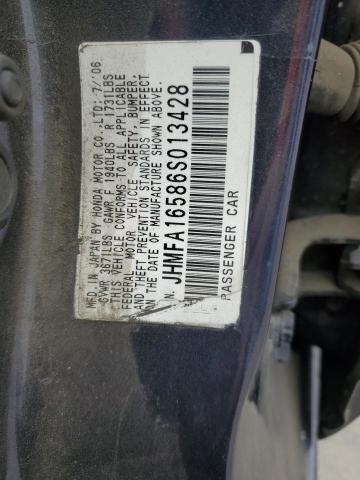 MFD. IN JAPAN BY HONDA MOTOR CO.,LTD.; 7/'06
GVWR 3671LBS GAWR F 1940LBS R 1731LBS
THIS VEHICLE CONFORMS TO ALL APPLICABLE
FEDERAL MOTOR VEHICLE SAFETY, BUMPER,
AND THEFT PREVENTION STANDARDS IN EFFECT
ON THE DATE OF MANUFACTURE SHOWN ABOVE.
V.I.N. JHMFA16586S013428
PASSENGER CAR